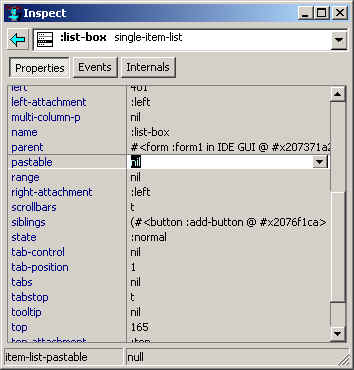 Inspect
:list-box single-item-list
Properties Events Internals
left 401
left-attachment :left
multi-column-p nil
name :list-box
parent #<form :form1 in IDE GUI @ #x207371a2
pastable nil
range nil
right-attachment :left
scrollbars t
siblings (#<button :add-button @ #x2076f1ca>
state :normal
tab-control nil
tab-position 1
tabs nil
tabstop t
tooltip nil
top 165
top-attachment :top
item-list-pastable null